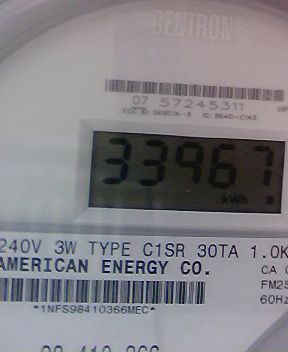 CENTRON®
07 57245311
33967
kWh
240V 3W TYPE C1SR 30TA 1.0K
AMERICAN ENERGY CO.
CA
FM2S
60Hz
*1NFS98410366MEC*